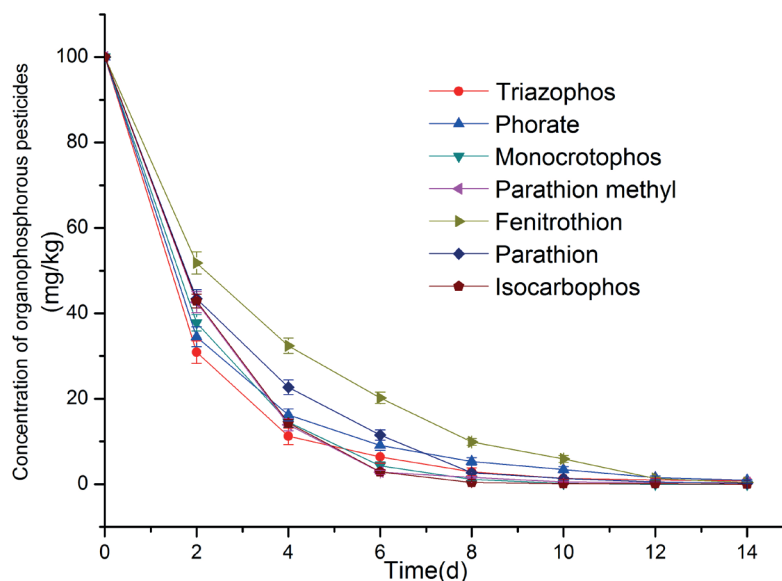 Concentration of organophosphorous pesticides
(mg/kg)
100
80
60
40
20
0
Triazophos
Phorate
Monocrotophos
Parathion methyl
Fenitrothion
Parathion
Isocarbophos
0 2 4 6 8 10 12 14
Time(d)